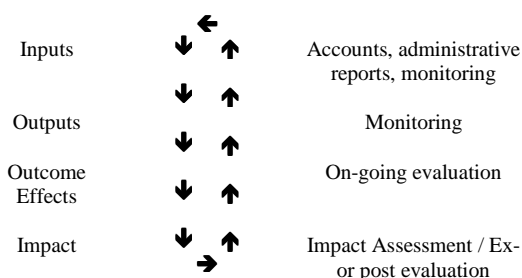 Inputs
Accounts, administrative
reports, monitoring
Outputs
Monitoring
Outcome
Effects
On-going evaluation
Impact
Impact Assessment / Ex-
or post evaluation